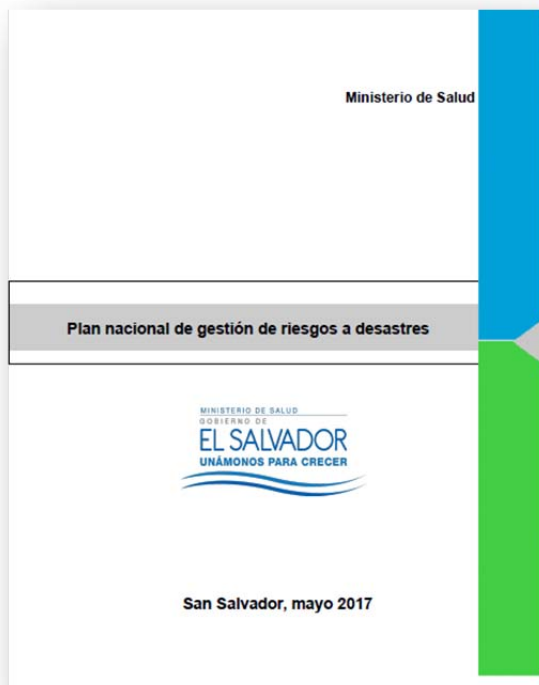 Ministerio de Salud
Plan nacional de gestión de riesgos a desastres
MINISTERIO DE SALUD
GOBIERNO DE
EL SALVADOR
UNÁMONOS PARA CRECER
San Salvador, mayo 2017